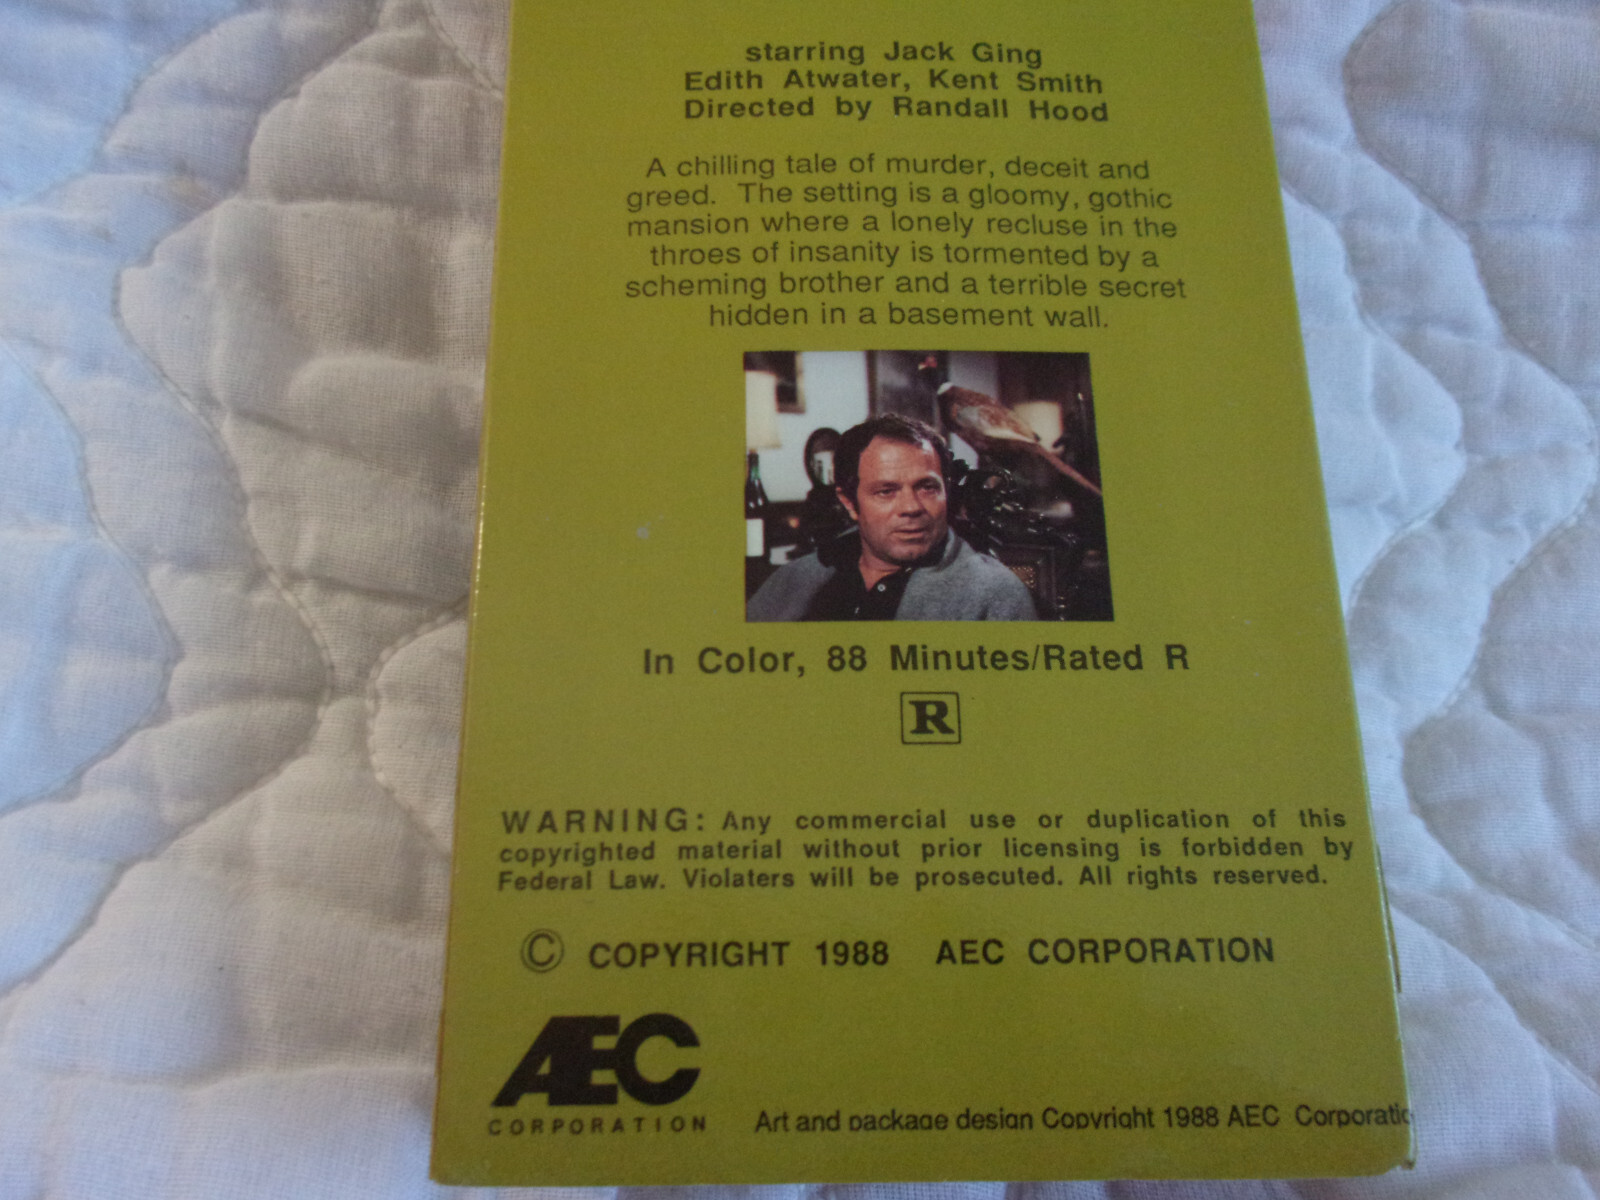 starring Jack Ging
Edith Atwater, Kent Smith
Directed by Randall Hood
A chilling tale of murder, deceit and
greed. The setting is a gloomy, gothic
mansion where a lonely recluse in the
throes of insanity is tormented by a
scheming brother and a terrible secret
hidden in a basement wall.
In Color, 88 Minutes/Rated R
R
WARNING: Any commercial use or duplication of this
copyrighted material without prior licensing is forbidden by
Federal Law. Violaters will be prosecuted. All rights reserved.
© COPYRIGHT 1988 AEC CORPORATION
AEC
CORPORATION
Art and package design Copyright 1988 AEC Corporatio